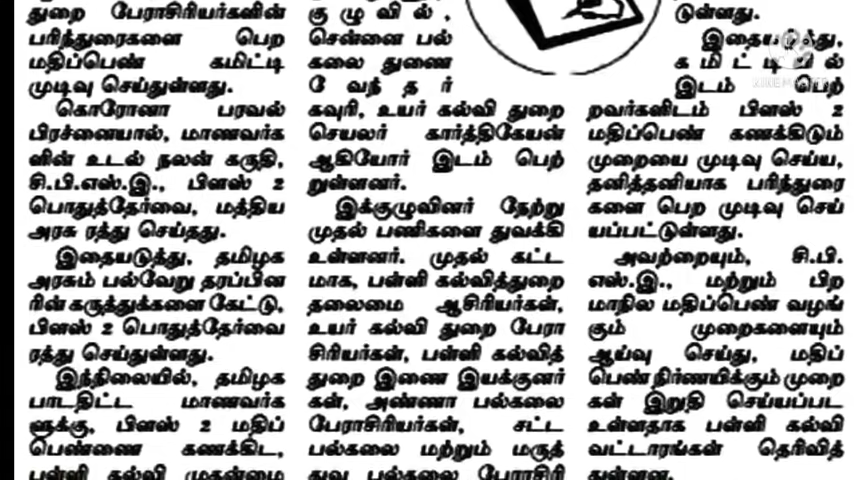 துறை பேராசிரியர்களின்
பரிந்துரைகளை பெற
மதிப்பெண் கமிட்டி
முடிவு செய்துள்ளது.
கொரோனா பரவல்
பிரச்னையால், மாணவர்க
ளின் உடல் நலன் கருதி,
சி.பி.எஸ்.இ., பிளஸ் 2
பொதுத்தேர்வை, மத்திய
அரசு ரத்து செய்தது.
இதையடுத்து, தமிழக
அரசும் பல்வேறு தரப்பின
ரின் கருத்துக்களை கேட்டு,
பிளஸ் 2 பொதுத்தேர்வை
ரத்து செய்துள்ளது.
இந்நிலையில், தமிழக
பாடதிட்ட மாணவர்க
ளுக்கு, பிளஸ் 2 மதிப்
பெண்ணை கணக்கிட,
பள்ளி கல்வி முதன்மை
குழுவில்,
சென்னை பல்
கலை துணை
வேந்தர்
கவுரி, உயர் கல்வி துறை
செயலர் கார்த்திகேயன்
ஆகியோர் இடம் பெற்
றுள்ளனர்.
இக்குழுவினர் நேற்று
முதல் பணிகளை துவக்கி
உள்ளனர். முதல் கட்ட
மாக, பள்ளி கல்வித்துறை
தலைமை ஆசிரியர்கள்,
உயர் கல்வி துறை பேரா
சிரியர்கள், பள்ளி கல்வித்
துறை இணை இயக்குனர்
கள், அண்ணா பல்கலை
பேராசிரியர்கள், சட்ட
பல்கலை மற்றும் மருத்
துவ பல்கலை பேராசிரி
டுள்ளது.
இதையடுத்து,
கமிட்டியில்
இடம் பெற்
றவர்களிடம் பிளஸ் 2
மதிப்பெண் கணக்கிடும்
முறையை முடிவு செய்ய,
தனித்தனியாக பரிந்துரை
களை பெற முடிவு செய்
யப்பட்டுள்ளது.
அவற்றையும், சி.பி.
எஸ்.இ., மற்றும் பிற
மாநில மதிப்பெண் வழங்
கும் முறைகளையும்
ஆய்வு செய்து, மதிப்
பெண் நிர்ணயிக்கும் முறை
கள் இறுதி செய்யப்பட
உள்ளதாக பள்ளி கல்வி
வட்டாரங்கள் தெரிவித்
துள்ளன.